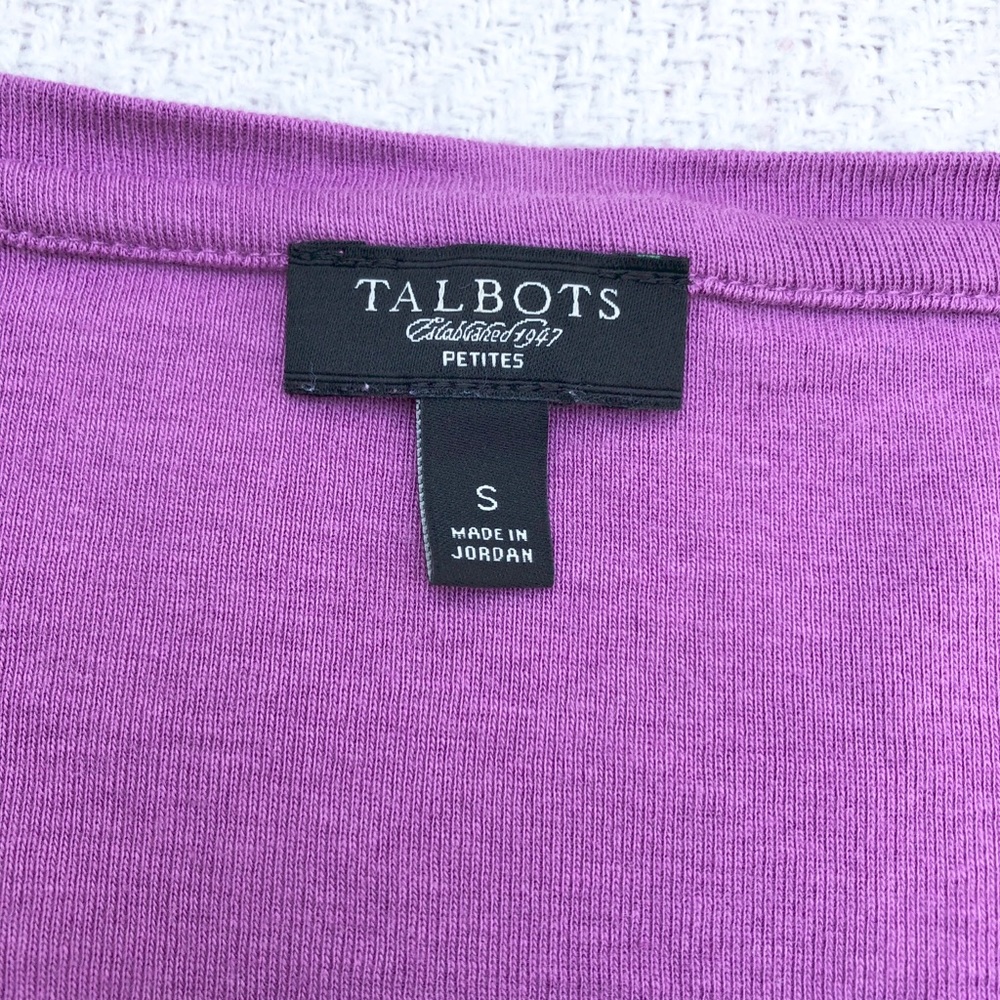 TALBOTS
Established 1947
PETITES
S
MADE IN
JORDAN